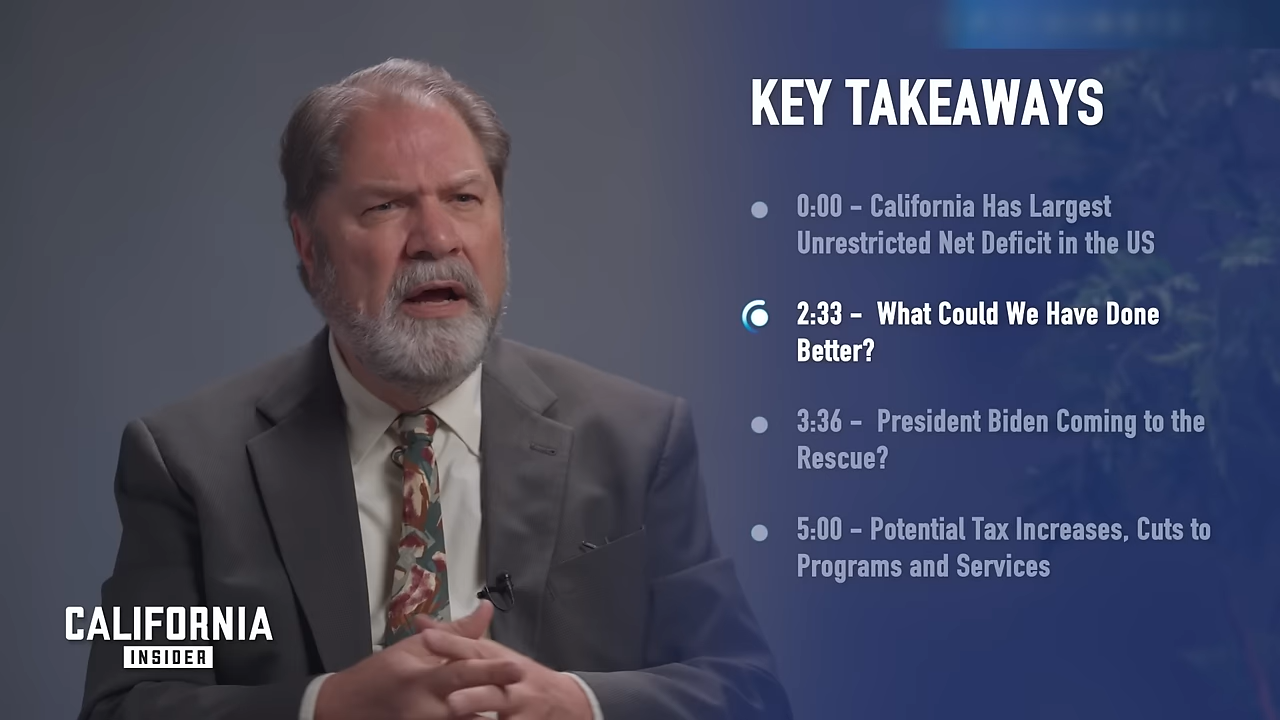 KEY TAKEAWAYS
0:00 – California Has Largest
Unrestricted Net Deficit in the US
2:33 – What Could We Have Done
Better?
3:36 – President Biden Coming to the
Rescue?
5:00 – Potential Tax Increases, Cuts to
Programs and Services
CALIFORNIA
INSIDER